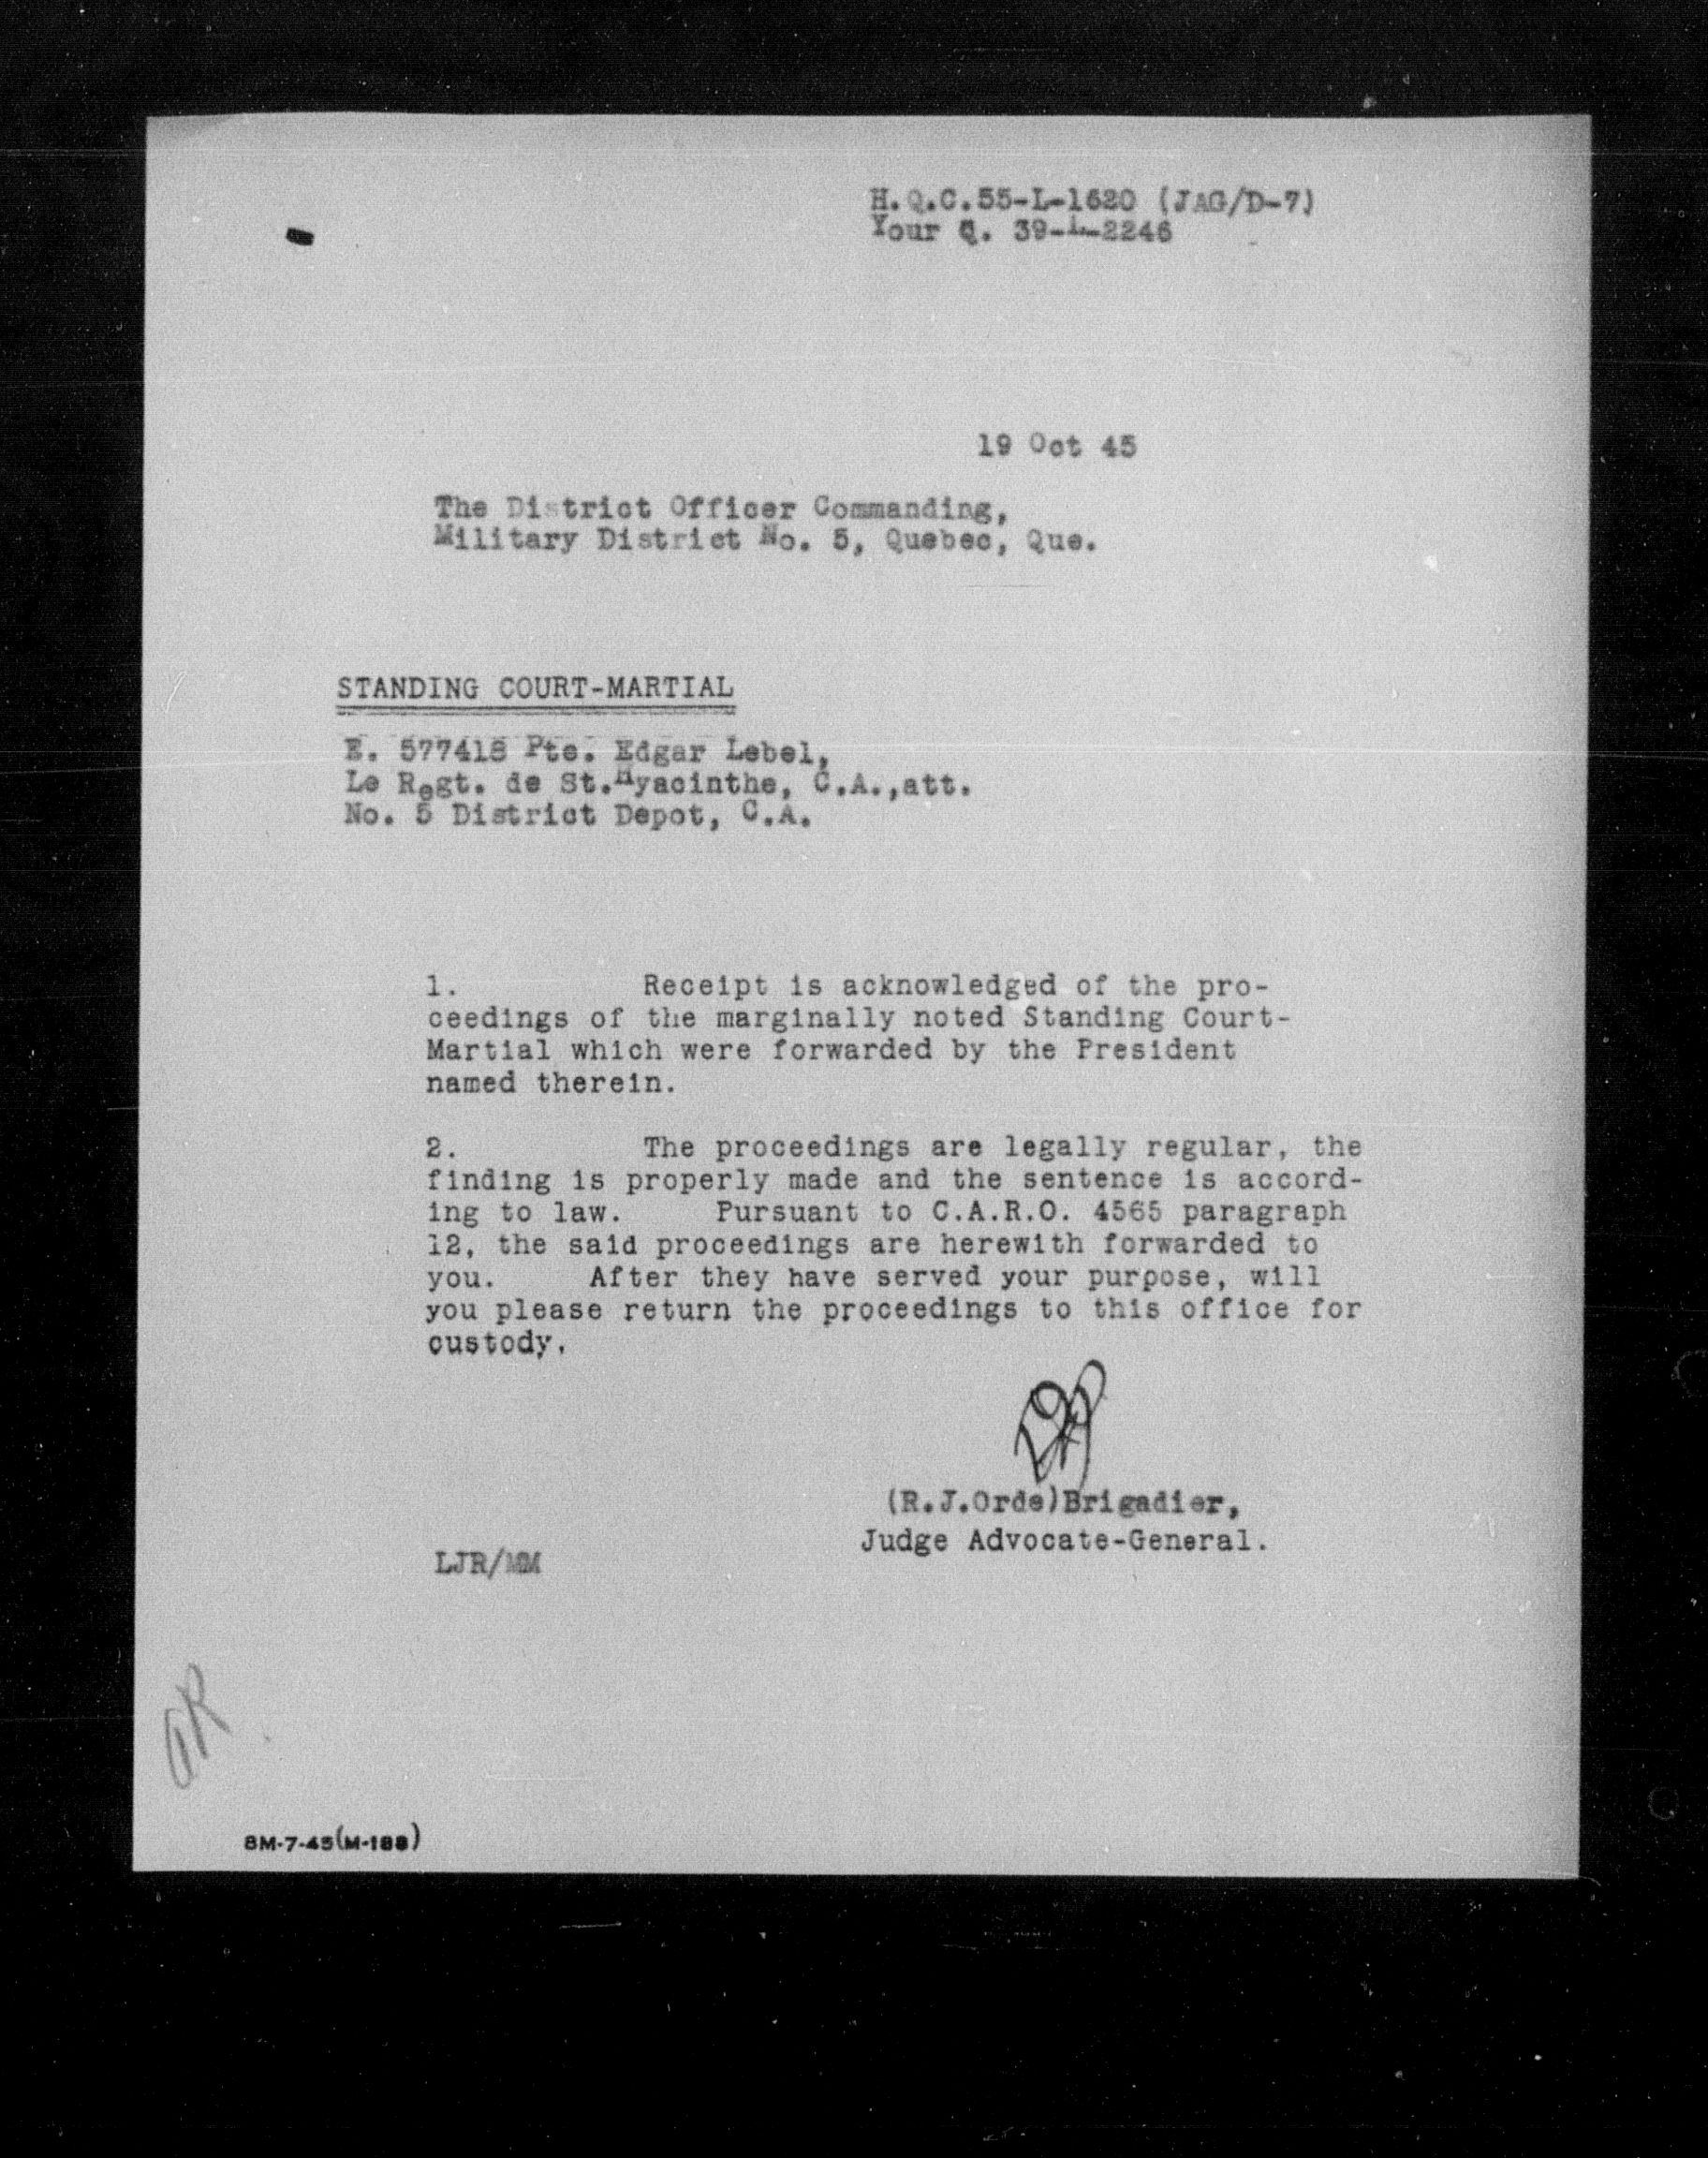 H.Q.C.55-L-1620 (JAG/D-7)
Your Q. 39-L-2246
19 Oct 45
The District Officer Commanding,
Military District No. 5, Quebec, Que.
STANDING COURT-MARTIAL
E. 577418 Pte. Edgar Lebel,
Le Regt. de St.Hyacinthe, C.A.,att.
No. 5 District Depot, C.A.
1. Receipt is acknowledged of the pro-
ceedings of the marginally noted Standing Court-
Martial which were forwarded by the President
named therein.
2. The proceedings are legally regular, the
finding is properly made and the sentence is accord-
ing to law. Pursuant to C.A.R.O. 4565 paragraph
12, the said proceedings are herewith forwarded to
you. After they have served your purpose, will
you please return the proceedings to this office for
custody.
(R.J.Orde)Brigadier,
Judge Advocate-General.
LJR/MM
8M-7-45(M-188)